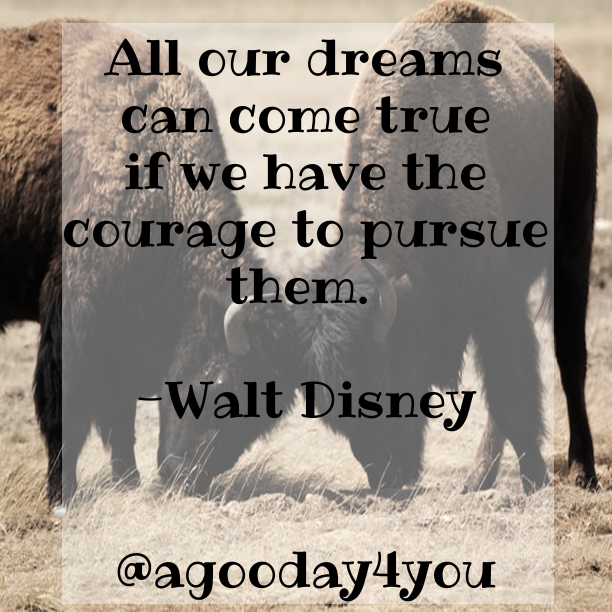 All our dreams
can come true
if we have the
courage to pursue
them.
-Walt Disney
@agooday4you